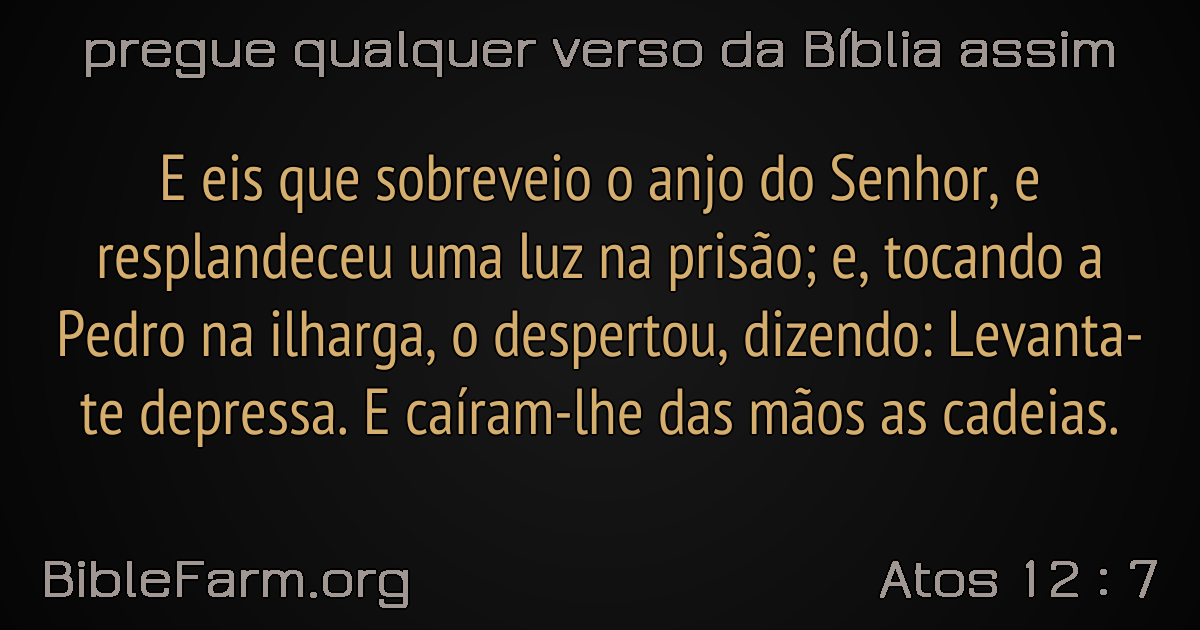 pregue qualquer verso da Bíblia assim
E eis que sobreveio o anjo do Senhor, e
resplandeceu uma luz na prisão; e, tocando a
Pedro na ilharga, o despertou, dizendo: Levanta-
te depressa. E caíram-lhe das mãos as cadeias.
BibleFarm.org
Atos 12 : 7